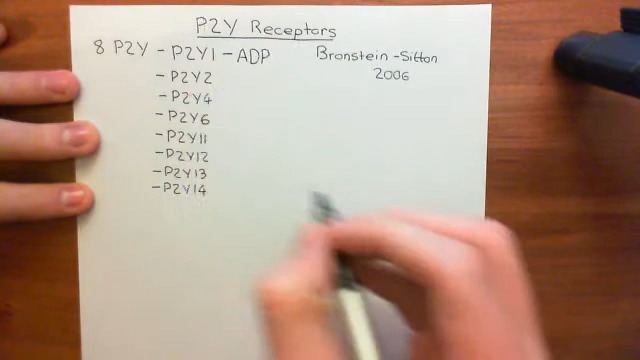 P2Y Receptors
8 P2Y - P2Y1 - ADP
Bronstein-Sitton
2006
- P2Y2
- P2Y4
- P2Y6
- P2Y11
- P2Y12
- P2Y13
- P2Y14